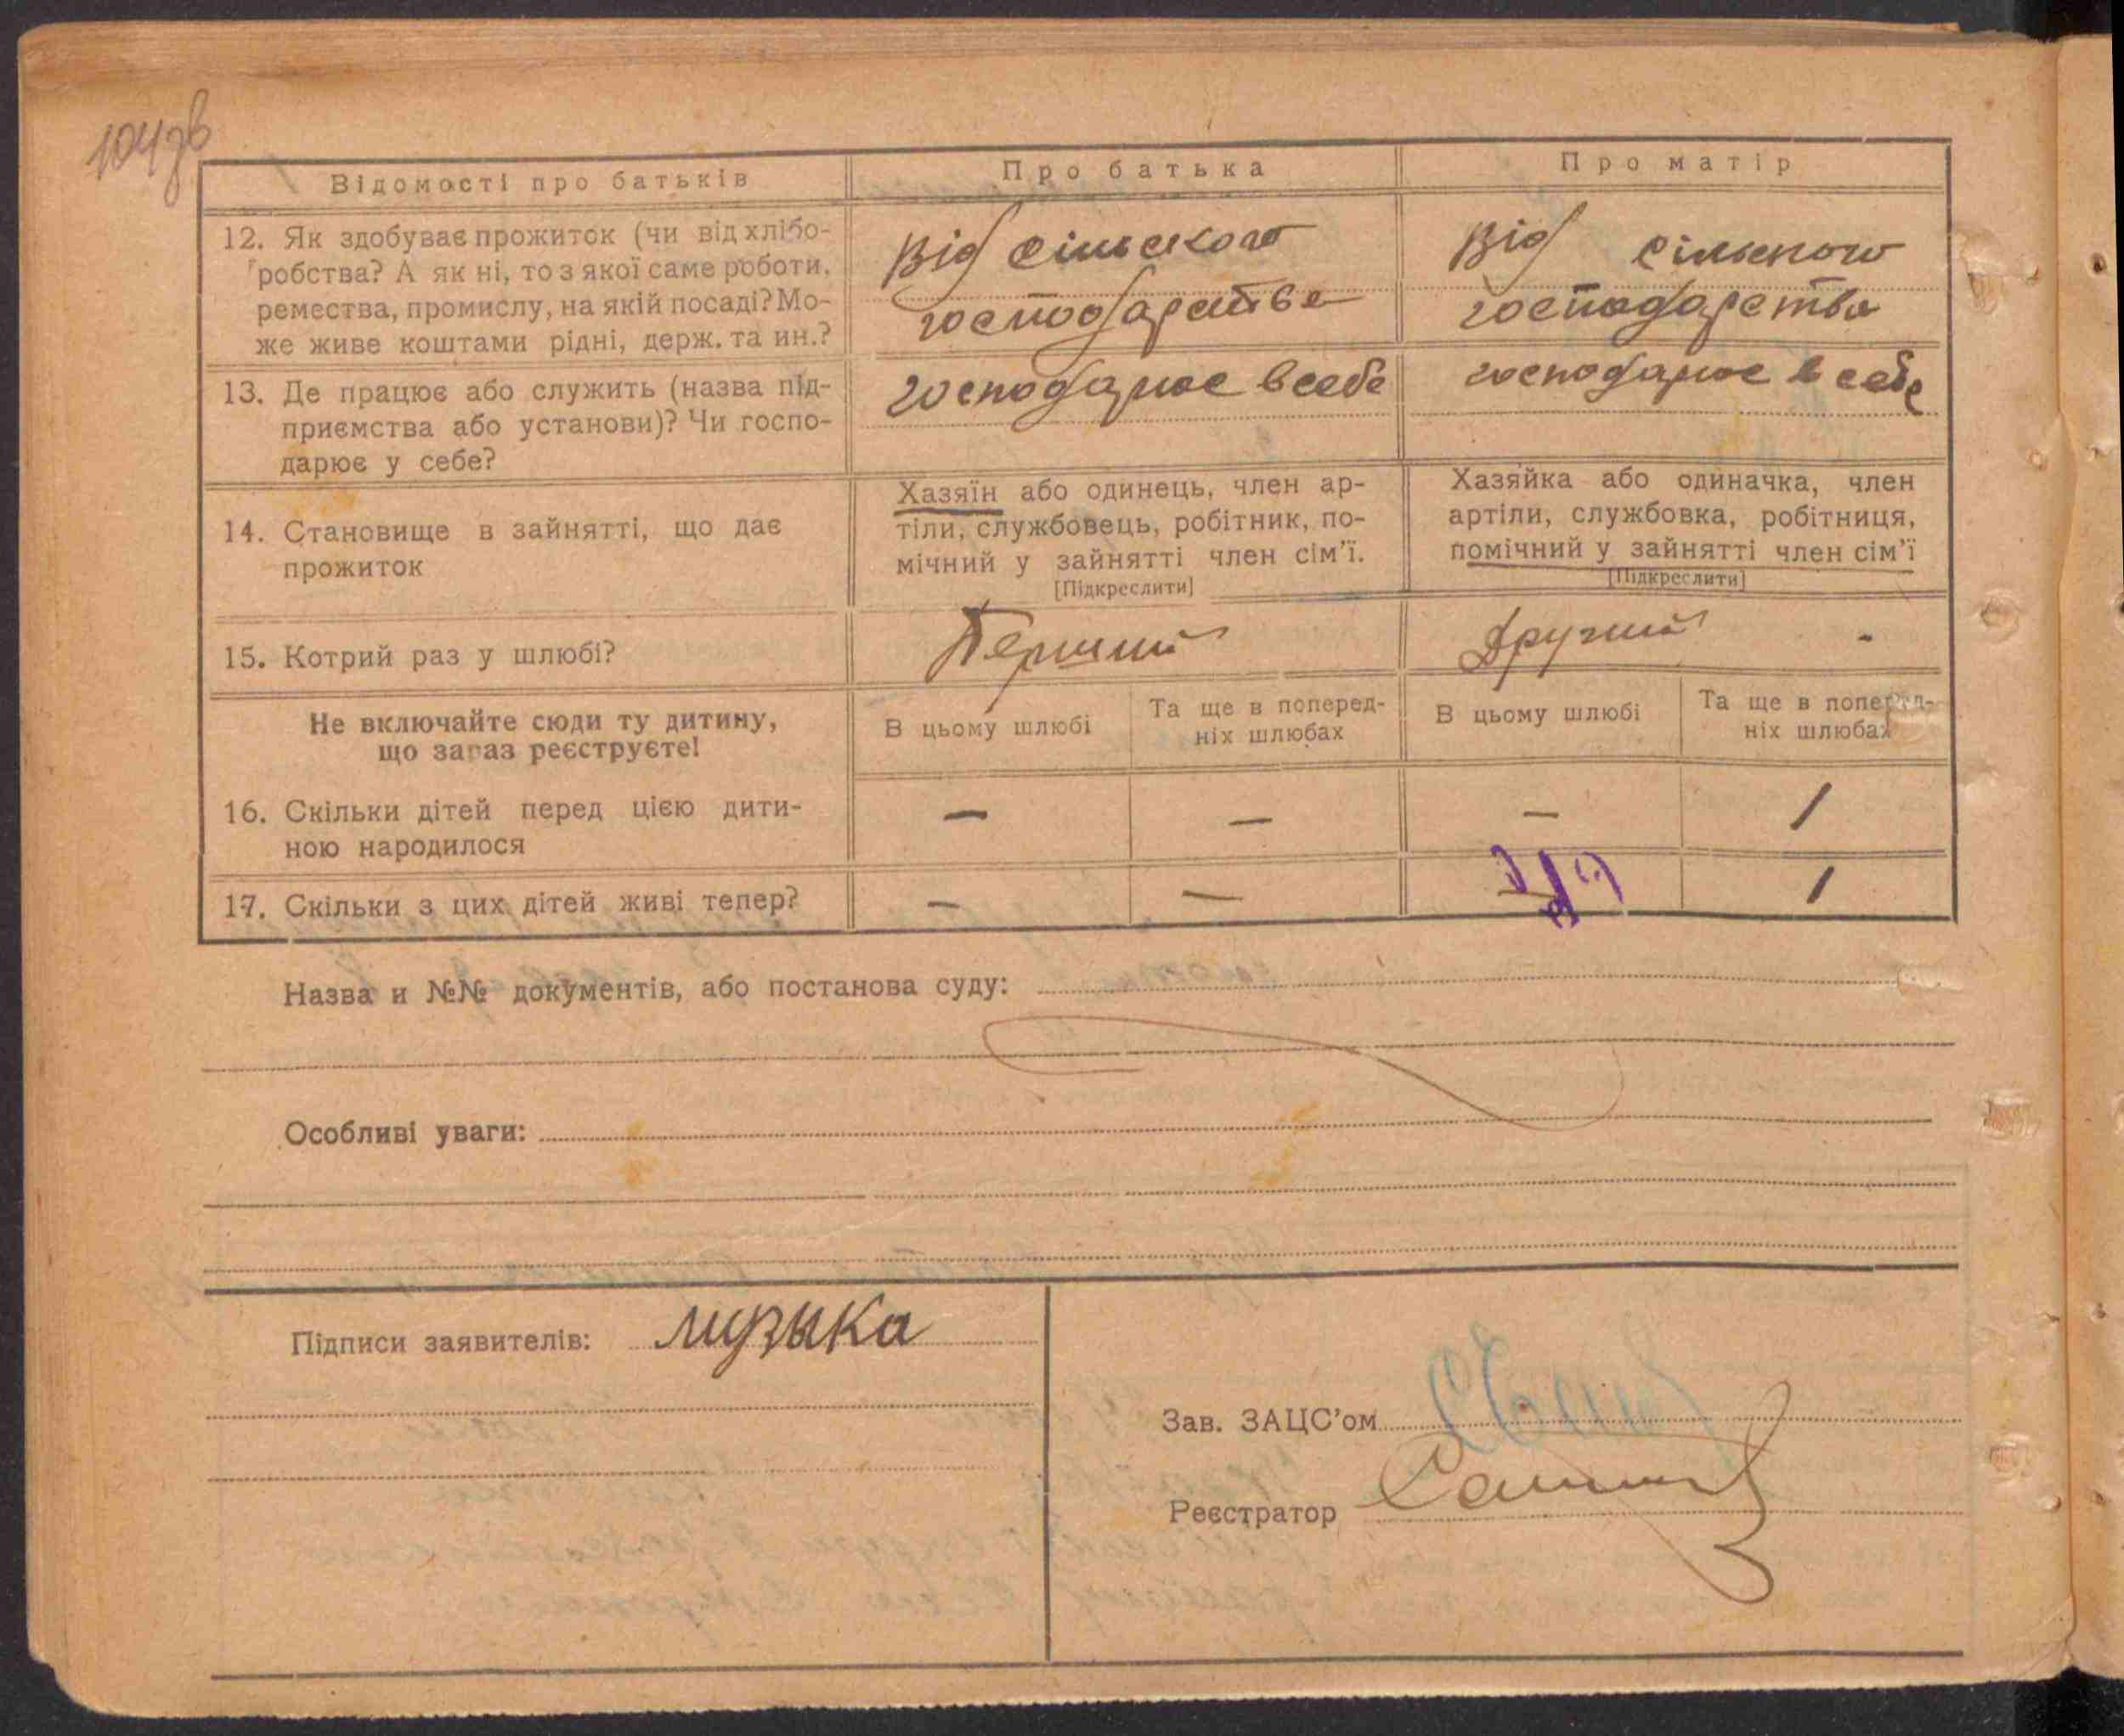 104зв
Відомості про батьків
Про батька
Про матір
12. Як здобуває прожиток (чи від хлібо-
робства? А як ні, то з якої саме роботи,
ремества, промислу, на якій посаді? Мо-
же живе коштами рідні, держ. та ин.?
Від сільского
господарства
Від сільского
господарства
13. Де працює або служить (назва під-
приємства або установи)? Чи госпо-
дарює у себе?
господарює в себе
господарює в себе
14. Становище в зайнятті, що дає
прожиток
Хазяїн або одинець, член ар-
тіли, службовець, робітник, по-
мічний у зайнятті член сім'ї.
[Підкреслити]
Хазяйка або одиначка, член
артіли, службовка, робітниця,
помічний у зайнятті член сім'ї
[Підкреслити]
15. Котрий раз у шлюбі?
Перший
Другий -
Не включайте сюди ту дитину,
що зараз реєструєте!
В цьому шлюбі
Та ще в поперед-
ніх шлюбах
В цьому шлюбі
Та ще в поперед-
ніх шлюбах
16. Скільки дітей перед цією дити-
ною народилося
— — — 1
17. Скільки з цих дітей живі тепер?
— — — 1
Назва и №№ документів, або постанова суду:
Особливі уваги:
Підписи заявителів: музыка
Зав. ЗАЦС'ом
Реєстратор